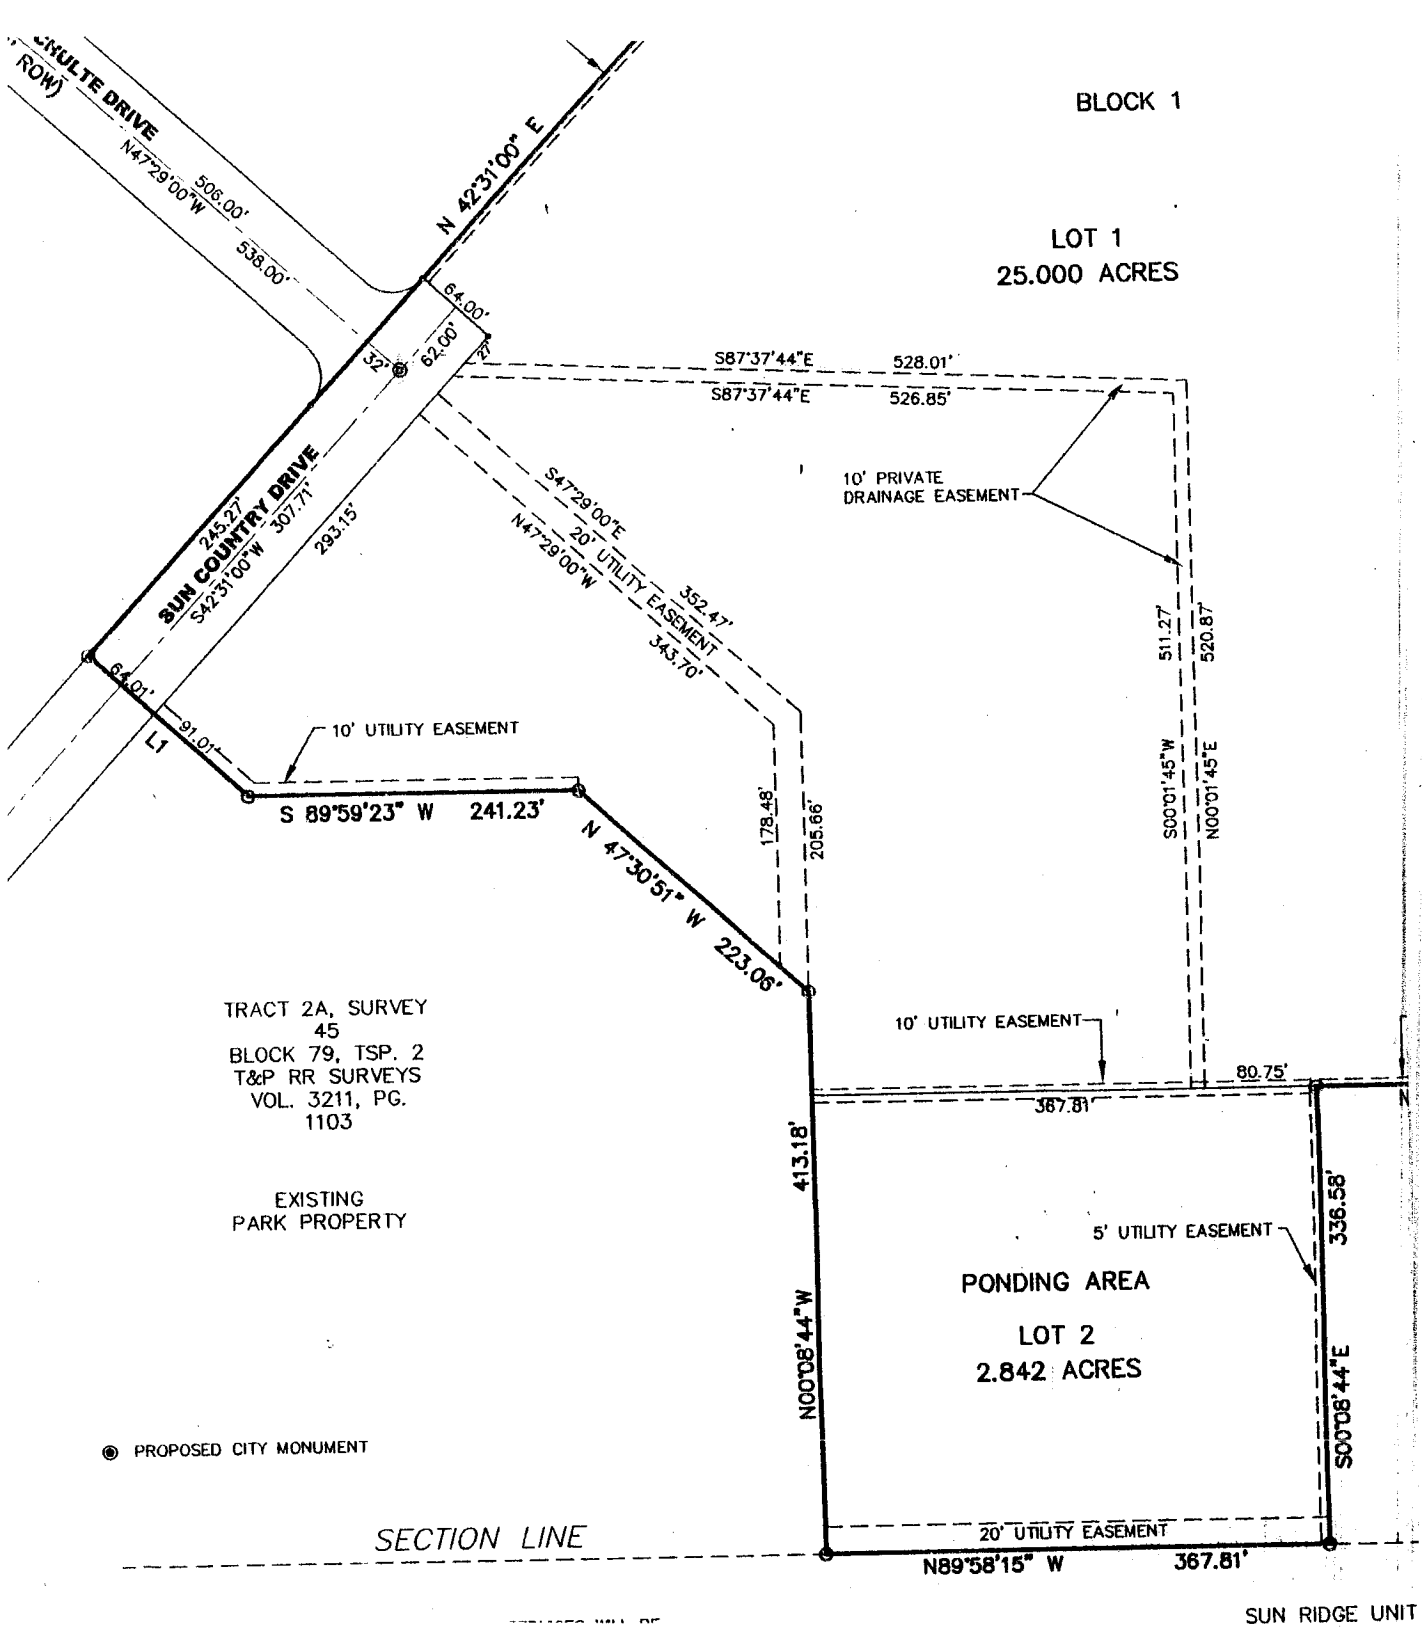 CHULTE DRIVE
ROW)
N47°29'00"W
506.00'
538.00'
N 42°31'00" E
BLOCK 1
LOT 1
25.000 ACRES
64.00'
62.00'
32'
27'
S87°37'44"E 528.01'
S87°37'44"E 526.85'
10' PRIVATE
DRAINAGE EASEMENT
245.27'
SUN COUNTRY DRIVE
S42°31'00"W 307.71'
293.15'
S47°29'00"E
20' UTILITY EASEMENT
N47°29'00"W
352.47'
343.70'
511.27'
520.87'
S00°01'45"W
N00°01'45"E
64.01'
91.01'
L1
10' UTILITY EASEMENT
S 89°59'23" W 241.23'
N 47°30'51" W 223.06'
178.48'
205.66'
TRACT 2A, SURVEY
45
BLOCK 79, TSP. 2
T&P RR SURVEYS
VOL. 3211, PG.
1103
EXISTING
PARK PROPERTY
10' UTILITY EASEMENT
80.75'
367.81'
N
413.18'
N00°08'44"W
336.58'
S00°08'44"E
5' UTILITY EASEMENT
PONDING AREA
LOT 2
2.842 ACRES
PROPOSED CITY MONUMENT
SECTION LINE
20' UTILITY EASEMENT
N89°58'15" W 367.81'
SUN RIDGE UNIT